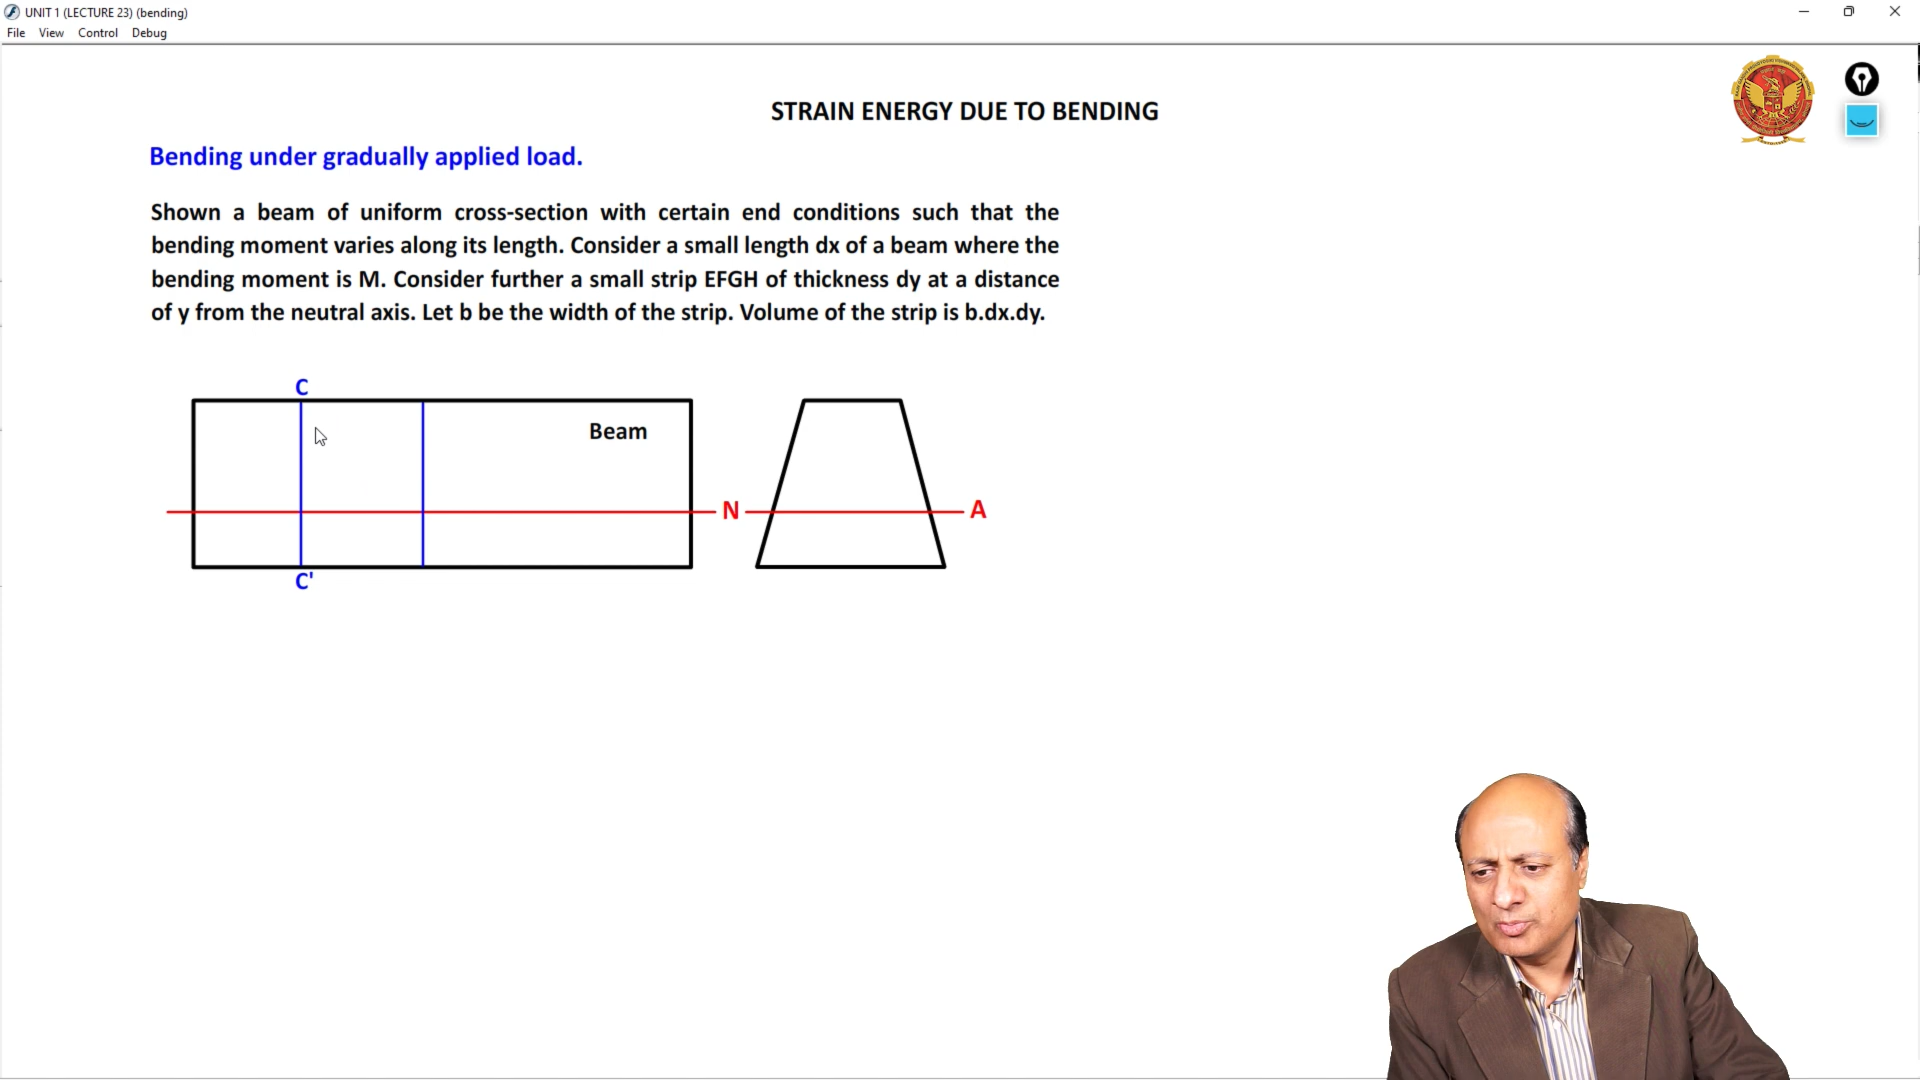 UNIT 1 (LECTURE 23) (bending)
File View Control Debug
STRAIN ENERGY DUE TO BENDING
Bending under gradually applied load.
Shown a beam of uniform cross-section with certain end conditions such that the
bending moment varies along its length. Consider a small length dx of a beam where the
bending moment is M. Consider further a small strip EFGH of thickness dy at a distance
of y from the neutral axis. Let b be the width of the strip. Volume of the strip is b.dx.dy.
C
Beam
N
A
C'